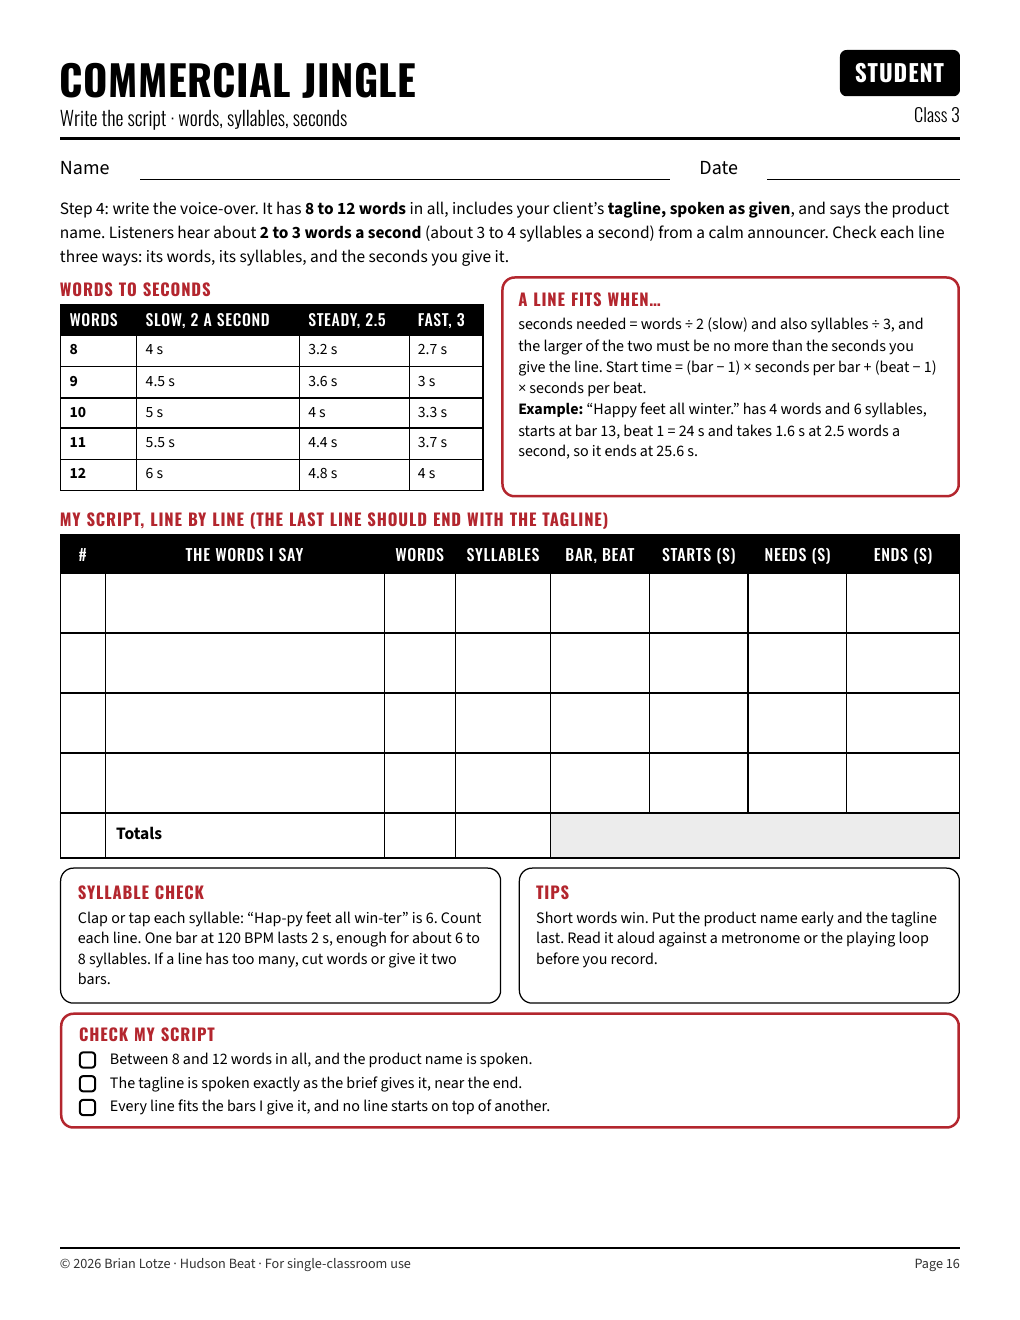 COMMERCIAL JINGLE
STUDENT
Write the script · words, syllables, seconds
Class 3
Name
Date
Step 4: write the voice-over. It has 8 to 12 words in all, includes your client’s tagline, spoken as given, and says the product
name. Listeners hear about 2 to 3 words a second (about 3 to 4 syllables a second) from a calm announcer. Check each line
three ways: its words, its syllables, and the seconds you give it.
WORDS TO SECONDS
WORDS SLOW, 2 A SECOND STEADY, 2.5 FAST, 3
8 4 s 3.2 s 2.7 s
9 4.5 s 3.6 s 3 s
10 5 s 4 s 3.3 s
11 5.5 s 4.4 s 3.7 s
12 6 s 4.8 s 4 s
A LINE FITS WHEN…
seconds needed = words ÷ 2 (slow) and also syllables ÷ 3, and
the larger of the two must be no more than the seconds you
give the line. Start time = (bar − 1) × seconds per bar + (beat − 1)
× seconds per beat.
Example: “Happy feet all winter.” has 4 words and 6 syllables,
starts at bar 13, beat 1 = 24 s and takes 1.6 s at 2.5 words a
second, so it ends at 25.6 s.
MY SCRIPT, LINE BY LINE (THE LAST LINE SHOULD END WITH THE TAGLINE)
# THE WORDS I SAY WORDS SYLLABLES BAR, BEAT STARTS (S) NEEDS (S) ENDS (S)
Totals
SYLLABLE CHECK
Clap or tap each syllable: “Hap-py feet all win-ter” is 6. Count
each line. One bar at 120 BPM lasts 2 s, enough for about 6 to
8 syllables. If a line has too many, cut words or give it two
bars.
TIPS
Short words win. Put the product name early and the tagline
last. Read it aloud against a metronome or the playing loop
before you record.
CHECK MY SCRIPT
Between 8 and 12 words in all, and the product name is spoken.
The tagline is spoken exactly as the brief gives it, near the end.
Every line fits the bars I give it, and no line starts on top of another.
© 2026 Brian Lotze · Hudson Beat · For single-classroom use
Page 16